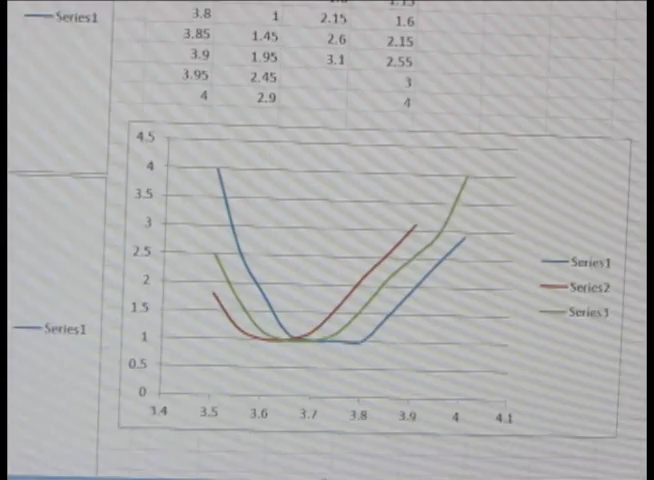 Series1
3.8 1 2.15 1.6
3.85 1.45 2.6 2.15
3.9 1.95 3.1 2.55
3.95 2.45 3
4 2.9 4
4.5
4
3.5
3
2.5
2
1.5
1
0.5
0
3.4 3.5 3.6 3.7 3.8 3.9 4 4.1
Series1
Series2
Series3
Series1